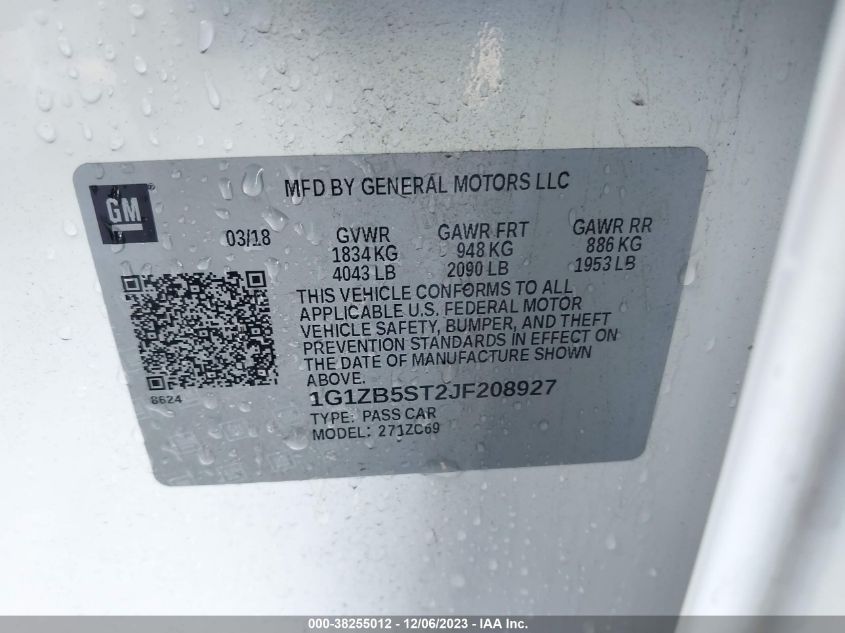 MFD BY GENERAL MOTORS LLC
GM
®
03/18
GVWR
1834 KG
4043 LB
GAWR FRT
948 KG
2090 LB
GAWR RR
886 KG
1953 LB
THIS VEHICLE CONFORMS TO ALL
APPLICABLE U.S. FEDERAL MOTOR
VEHICLE SAFETY, BUMPER, AND THEFT
PREVENTION STANDARDS IN EFFECT ON
THE DATE OF MANUFACTURE SHOWN
ABOVE.
8624
1G1ZB5ST2JF208927
TYPE: PASS CAR
MODEL: 271ZC69
000-38255012 - 12/06/2023 - IAA Inc.